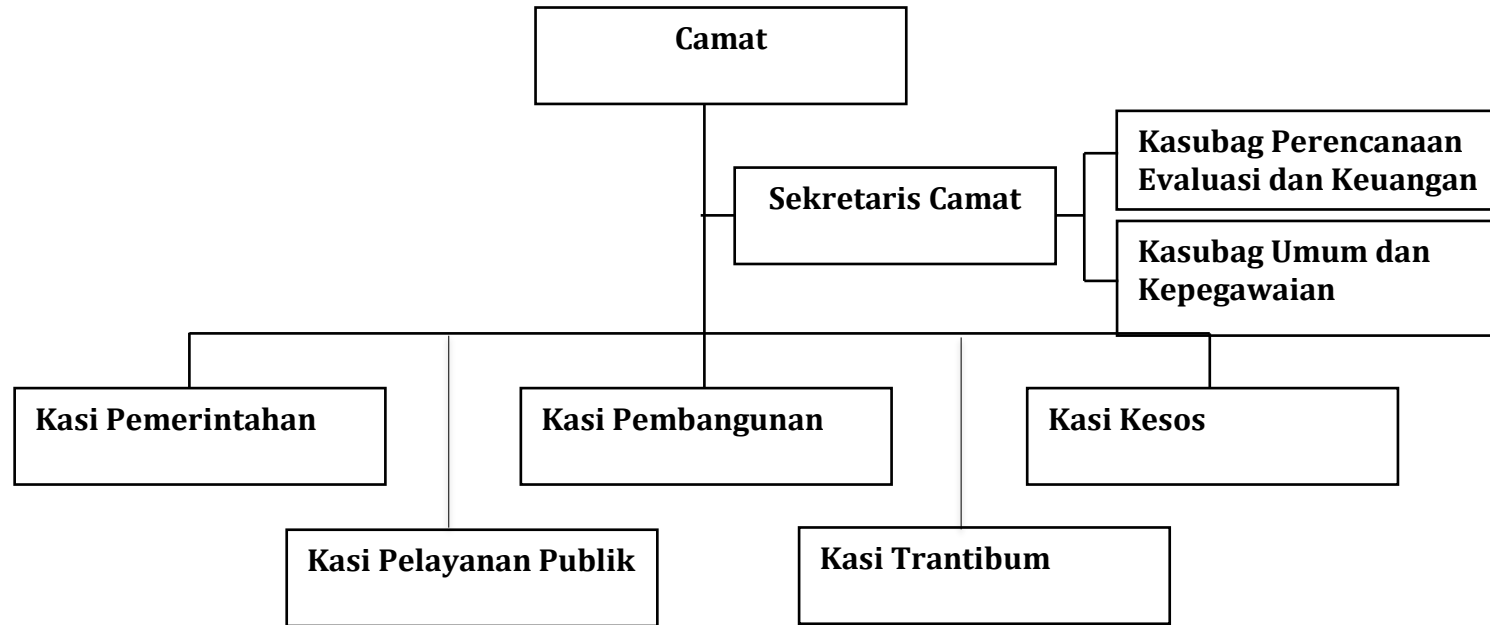 Camat
Kasubag Perencanaan
Evaluasi dan Keuangan
Sekretaris Camat
Kasubag Umum dan
Kepegawaian
Kasi Pemerintahan
Kasi Pembangunan
Kasi Kesos
Kasi Pelayanan Publik
Kasi Trantibum